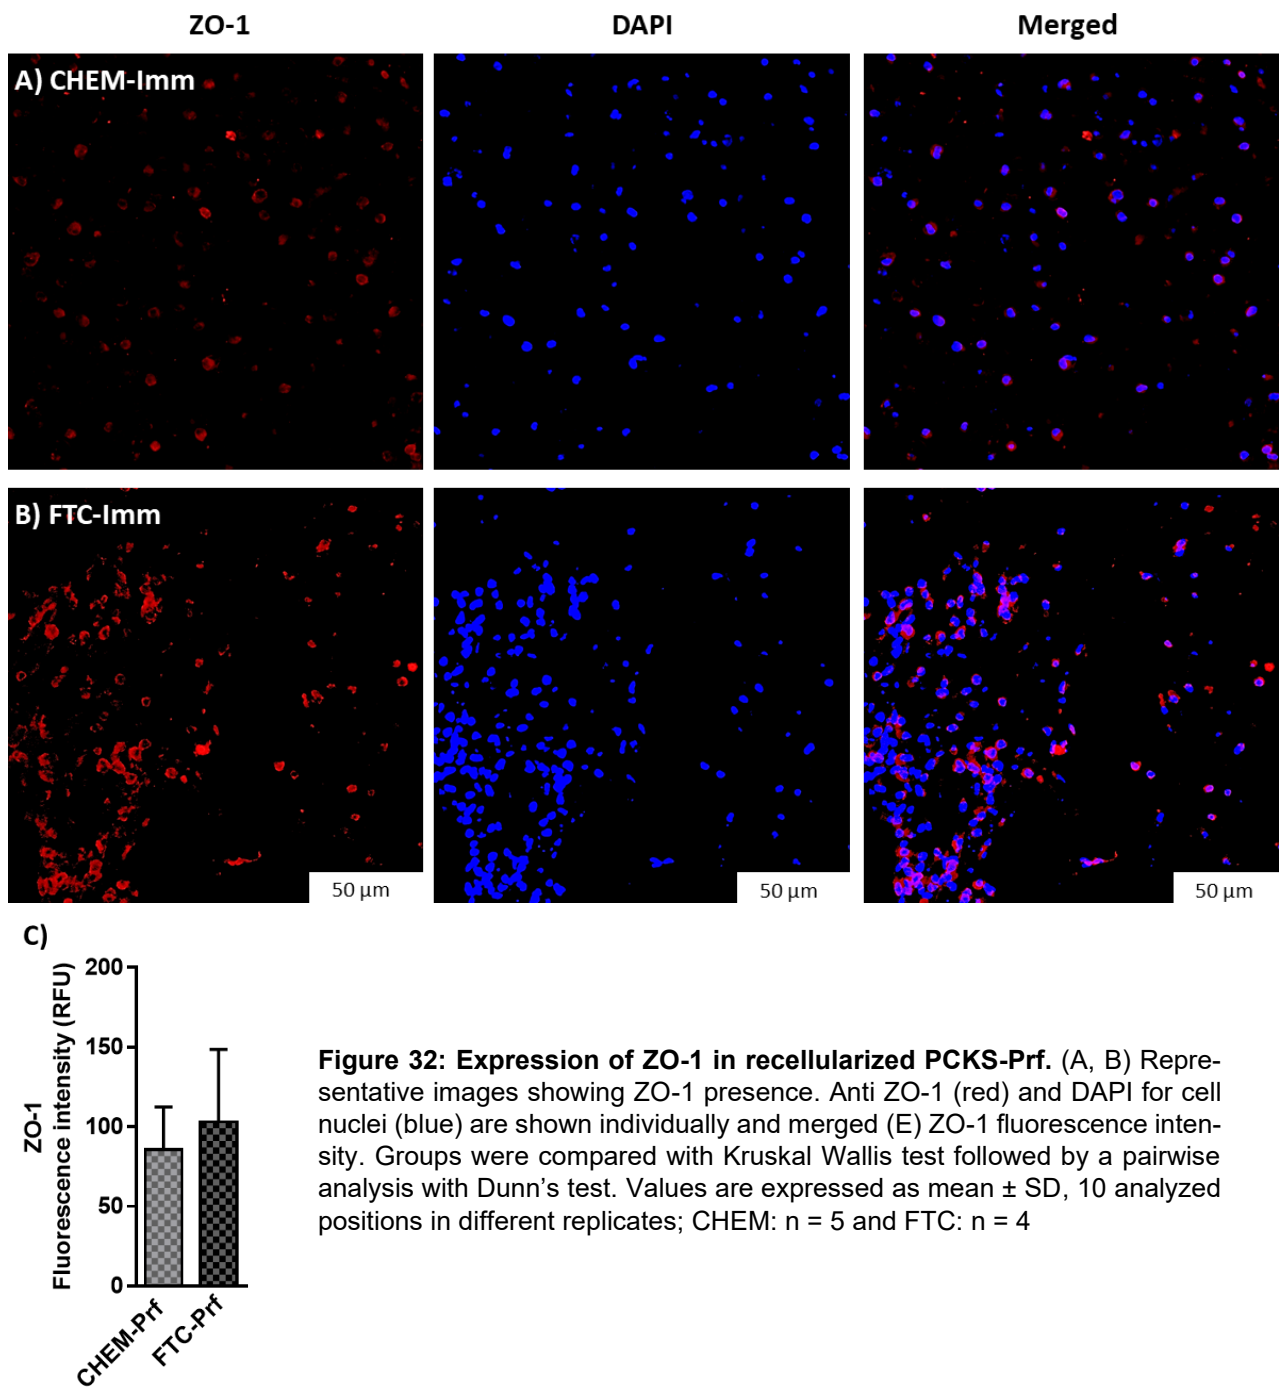 ZO-1 DAPI Merged
A) CHEM-Imm
B) FTC-Imm
50 µm 50 µm 50 µm
C)
ZO-1
Fluorescence intensity (RFU)
200
150
100
50
0
CHEM-Prf
FTC-Prf
Figure 32: Expression of ZO-1 in recellularized PCKS-Prf. (A, B) Repre-
sentative images showing ZO-1 presence. Anti ZO-1 (red) and DAPI for cell
nuclei (blue) are shown individually and merged (E) ZO-1 fluorescence inten-
sity. Groups were compared with Kruskal Wallis test followed by a pairwise
analysis with Dunn’s test. Values are expressed as mean ± SD, 10 analyzed
positions in different replicates; CHEM: n = 5 and FTC: n = 4